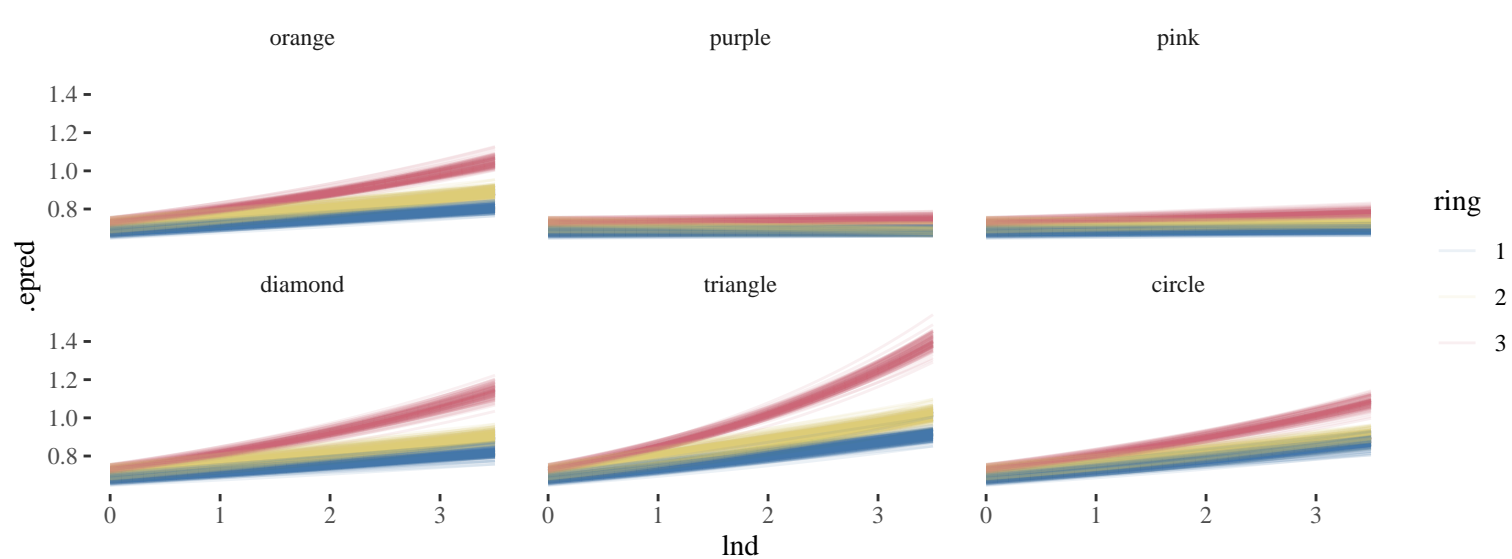 orange
purple
pink
1.4
1.2
1.0
0.8
diamond
triangle
circle
1.4
1.2
1.0
0.8
0 1 2 3
0 1 2 3
0 1 2 3
lnd
.epred
ring
1
2
3